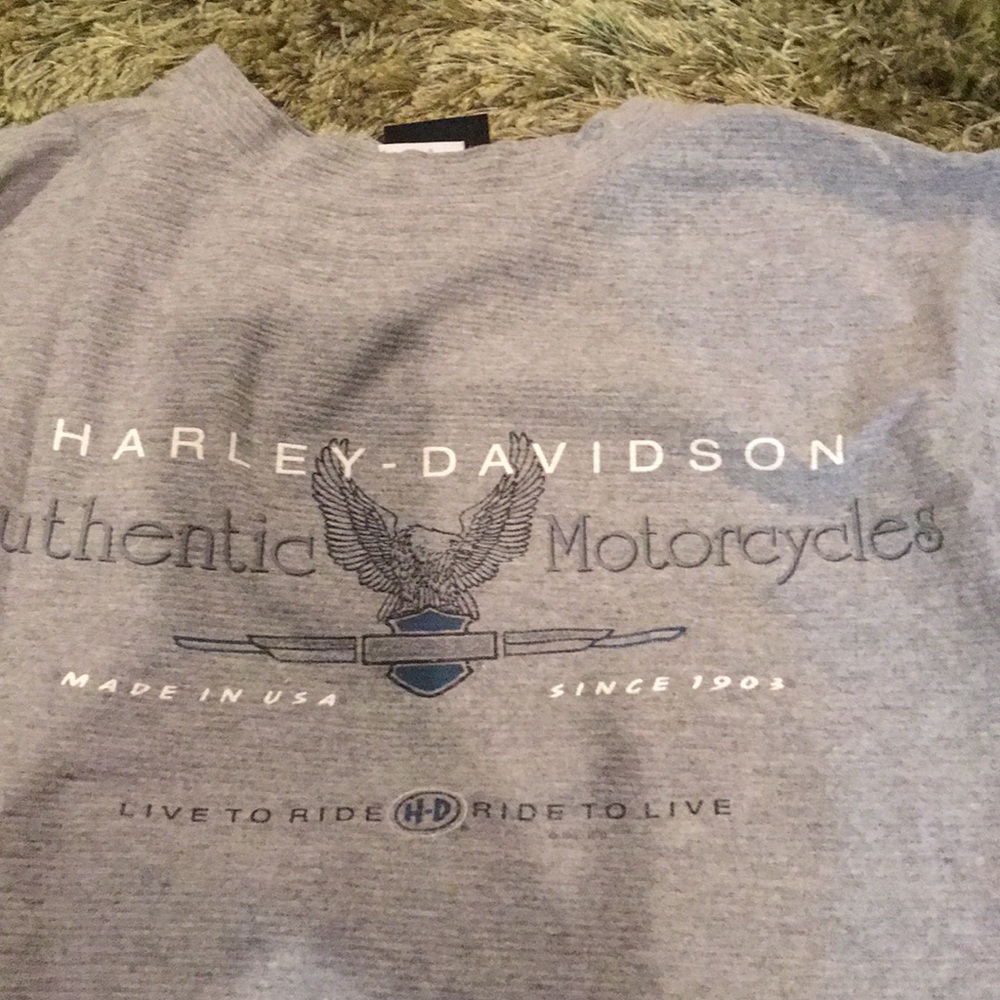 HARLEY-DAVIDSON
uthentic Motorcycles
MADE IN USA SINCE 1903
LIVE TO RIDE H-D RIDE TO LIVE